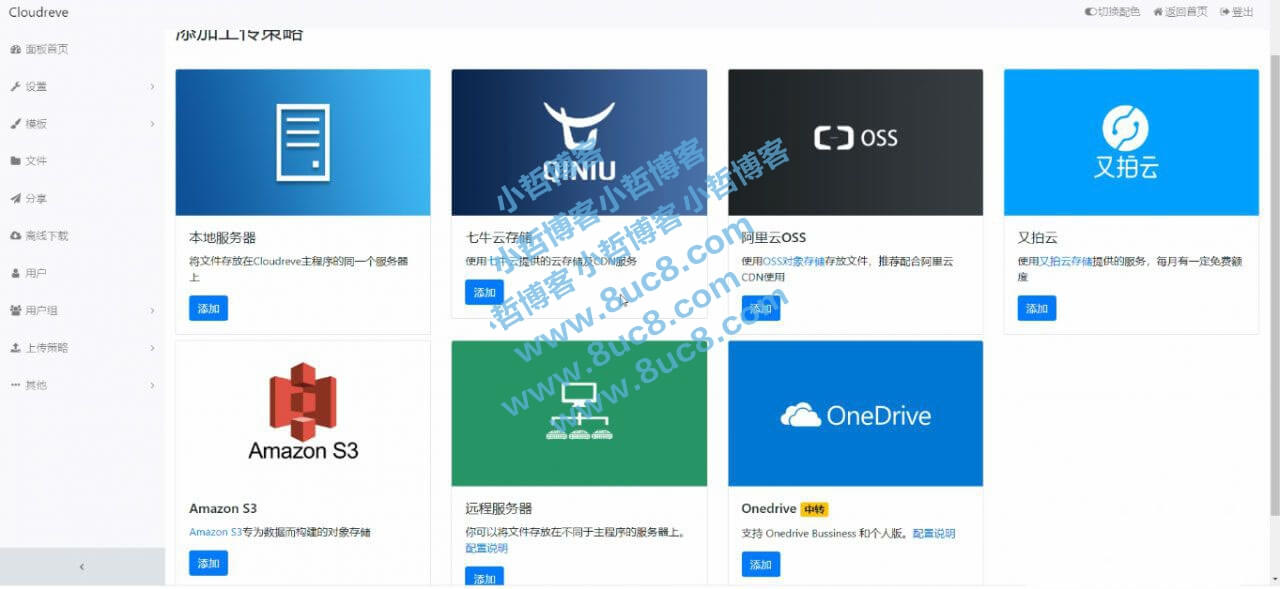 Cloudreve
切换配色
返回首页
登出
面板首页
设置
模板
文件
分享
离线下载
用户
用户组
上传策略
其他
添加上传策略
QINIU
OSS
又拍云
本地服务器
将文件存放在Cloudreve主程序的同一个服务器
上
添加
七牛云存储
使用七牛云提供的云存储及CDN服务
添加
阿里云OSS
使用OSS对象存储存放文件，推荐配合阿里云
CDN使用
添加
又拍云
使用又拍云存储提供的服务，每月有一定免费额
度
添加
Amazon S3
OneDrive
Amazon S3
Amazon S3专为数据而构建的对象存储
添加
远程服务器
你可以将文件存放在不同于主程序的服务器上。
配置说明
添加
Onedrive 中转
支持 Onedrive Bussiness 和个人版。配置说明
添加
小哲博客小哲博客
小哲博客小哲博客小哲博客
哲博客
www.8uc8.com
www.8uc8.com
www.8uc8.com